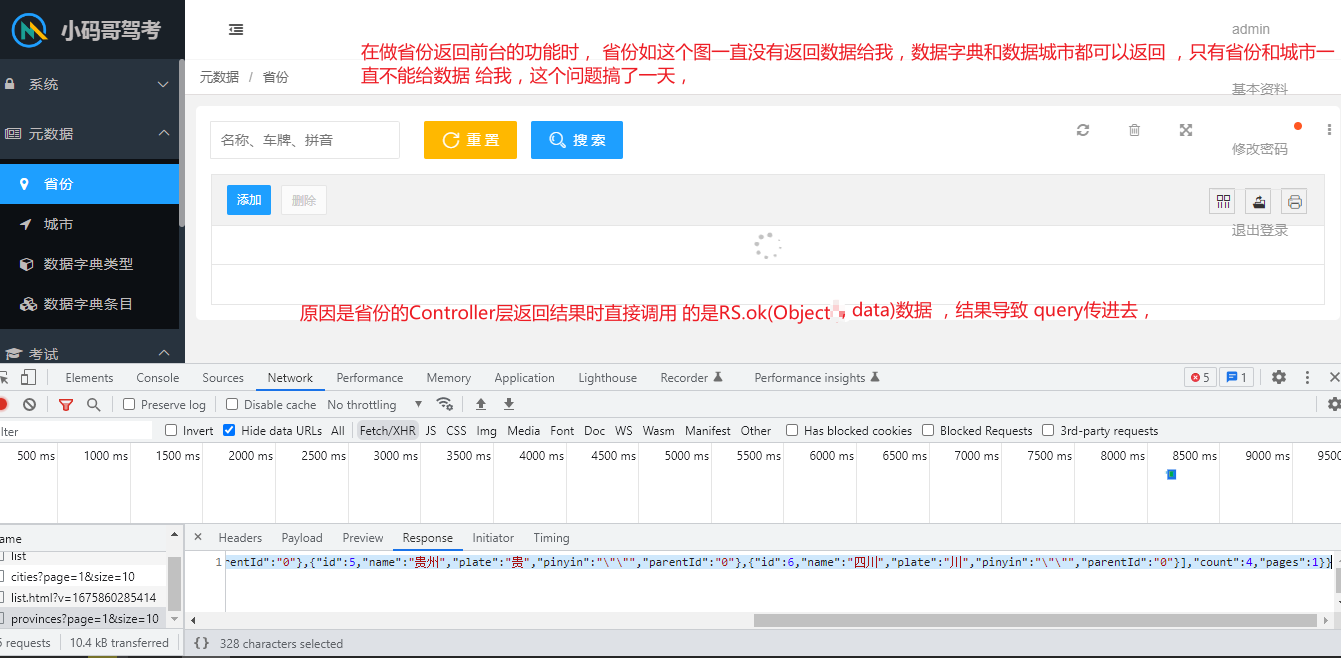 小码哥驾考
admin
在做省份返回前台的功能时， 省份如这个图一直没有返回数据给我，数据字典和数据城市都可以返回 ，只有省份和城市一
直不能给数据 给我，这个问题搞了一天，
系统
元数据 / 省份
基本资料
元数据
名称、车牌、拼音
重 置
搜 索
修改密码
省份
添加
删除
城市
退出登录
数据字典类型
数据字典条目
原因是省份的Controller层返回结果时直接调用 的是RS.ok(Object , data)数据 ，结果导致 query传进去，
考试
Elements Console Sources Network Performance Memory Application Lighthouse Recorder Performance insights 5 1
Preserve log Disable cache No throttling
lter Invert Hide data URLs All Fetch/XHR JS CSS Img Media Font Doc WS Wasm Manifest Other Has blocked cookies Blocked Requests 3rd-party requests
500 ms 1000 ms 1500 ms 2000 ms 2500 ms 3000 ms 3500 ms 4000 ms 4500 ms 5000 ms 5500 ms 6000 ms 6500 ms 7000 ms 7500 ms 8000 ms 8500 ms 9000 ms 9500
ame
Headers Payload Preview Response Initiator Timing
list
1 rentId":"0"},{"id":5,"name":"贵州","plate":"贵","pinyin":"\"\"","parentId":"0"},{"id":6,"name":"四川","plate":"川","pinyin":"\"\"","parentId":"0"}],"count":4,"pages":1}}
cities?page=1&size=10
list.html?v=1675860285414
provinces?page=1&size=10
5 requests 10.4 kB transferred
{} 328 characters selected